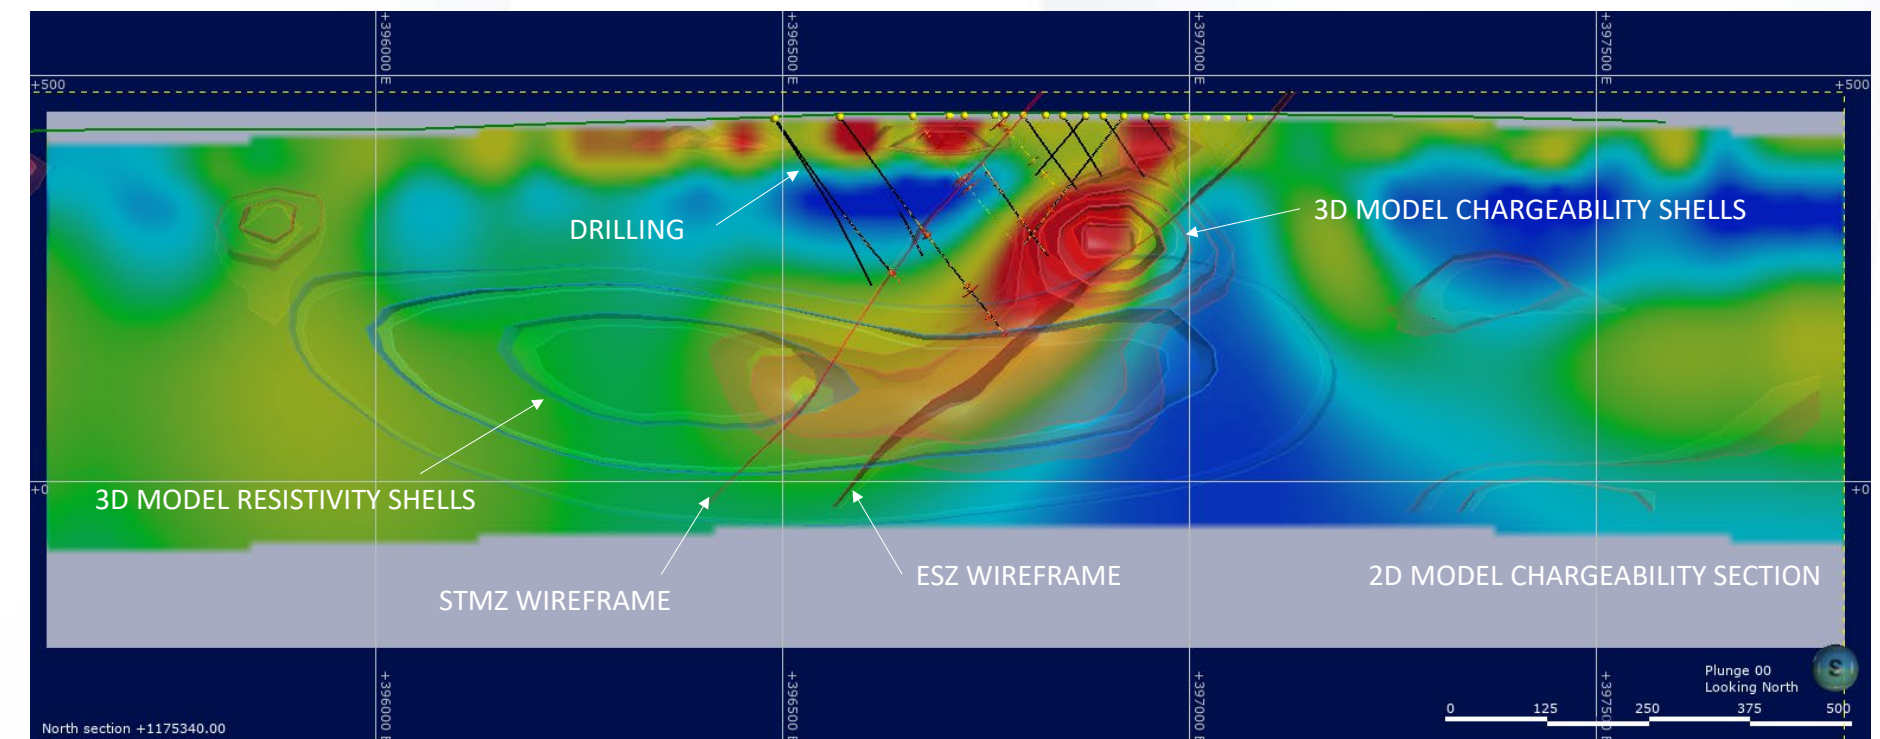 +396000 E
+396500 E
+397000 E
+397500 E
+500
+500
DRILLING
3D MODEL CHARGEABILITY SHELLS
3D MODEL RESISTIVITY SHELLS
+0
+0
STMZ WIREFRAME
ESZ WIREFRAME
2D MODEL CHARGEABILITY SECTION
S
Plunge 00
Looking North
0 125 250 375 500
+396000 E
+396500 E
+397000 E
+397500 E
North section +1175340.00